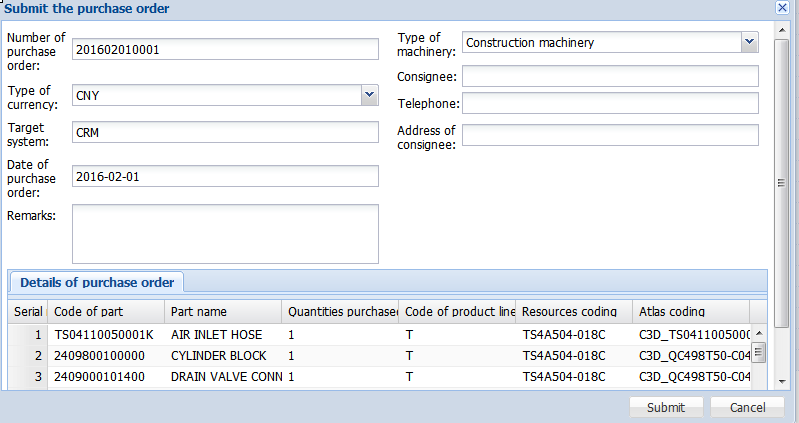 Submit the purchase order
Number of purchase order: 201602010001
Type of machinery: Construction machinery
Consignee:
Type of currency: CNY
Telephone:
Target system: CRM
Address of consignee:
Date of purchase order: 2016-02-01
Remarks:
Details of purchase order
Serial Code of part Part name Quantities purchased Code of product line Resources coding Atlas coding
1 TS04110050001K AIR INLET HOSE 1 T TS4A504-018C C3D_TS0411005000
2 2409800100000 CYLINDER BLOCK 1 T TS4A504-018C C3D_QC498T50-C04
3 2409000101400 DRAIN VALVE CONN 1 T TS4A504-018C C3D_QC498T50-C04
Submit Cancel